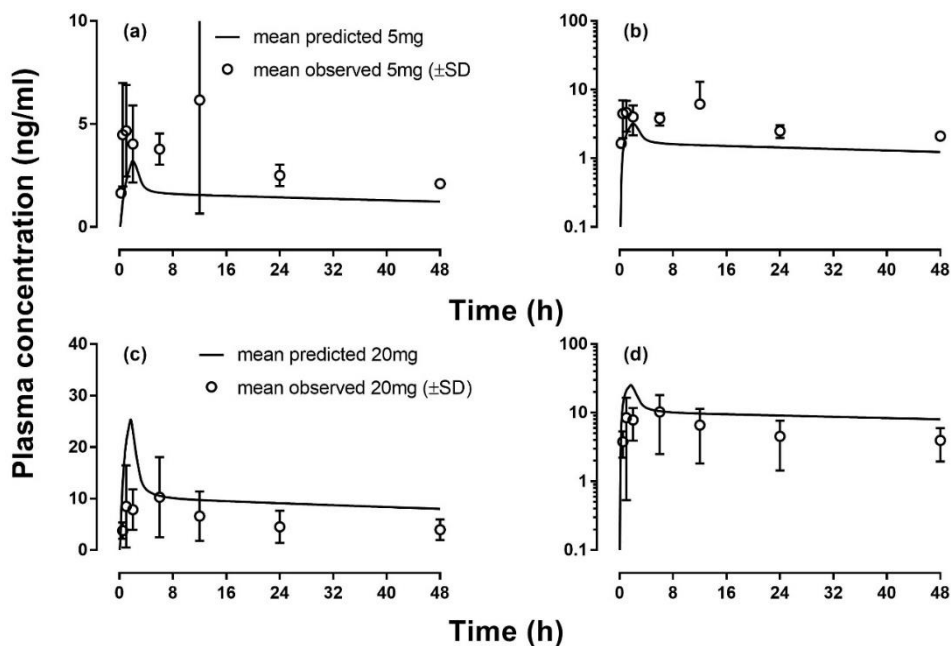 Plasma concentration (ng/ml)
(a)
mean predicted 5mg
mean observed 5mg (±SD
10
5
0
0 8 16 24 32 40 48
(b)
100
10
1
0.1
0 8 16 24 32 40 48
Time (h)
(c)
mean predicted 20mg
mean observed 20mg (±SD)
40
30
20
10
0
0 8 16 24 32 40 48
(d)
100
10
1
0.1
0 8 16 24 32 40 48
Time (h)